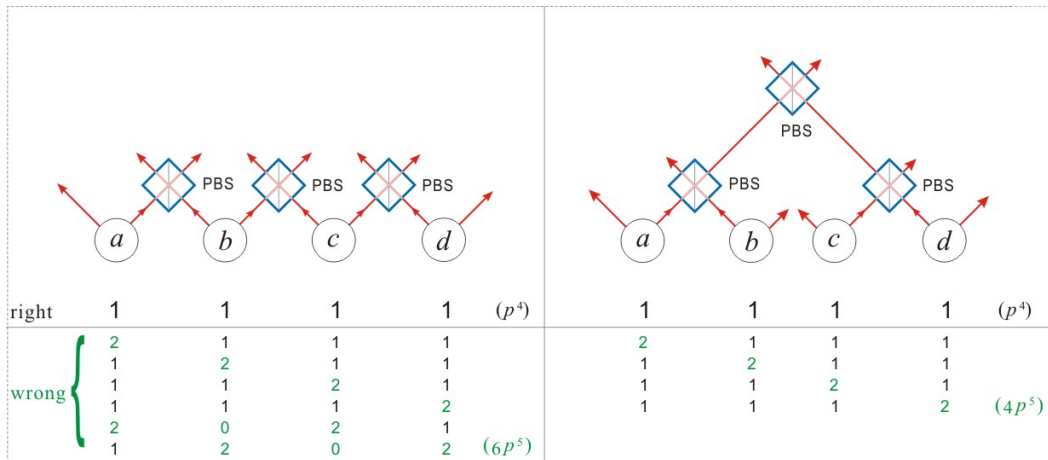 PBS
PBS PBS PBS PBS PBS
a b c d a b c d
right 1 1 1 1 (p⁴) 1 1 1 1 (p⁴)
2 1 1 1 2 1 1 1
1 2 1 1 1 2 1 1
wrong { 1 1 2 1 1 1 2 1
1 1 1 2 1 1 1 2 (4p⁵)
2 0 2 1
1 2 0 2 (6p⁵)